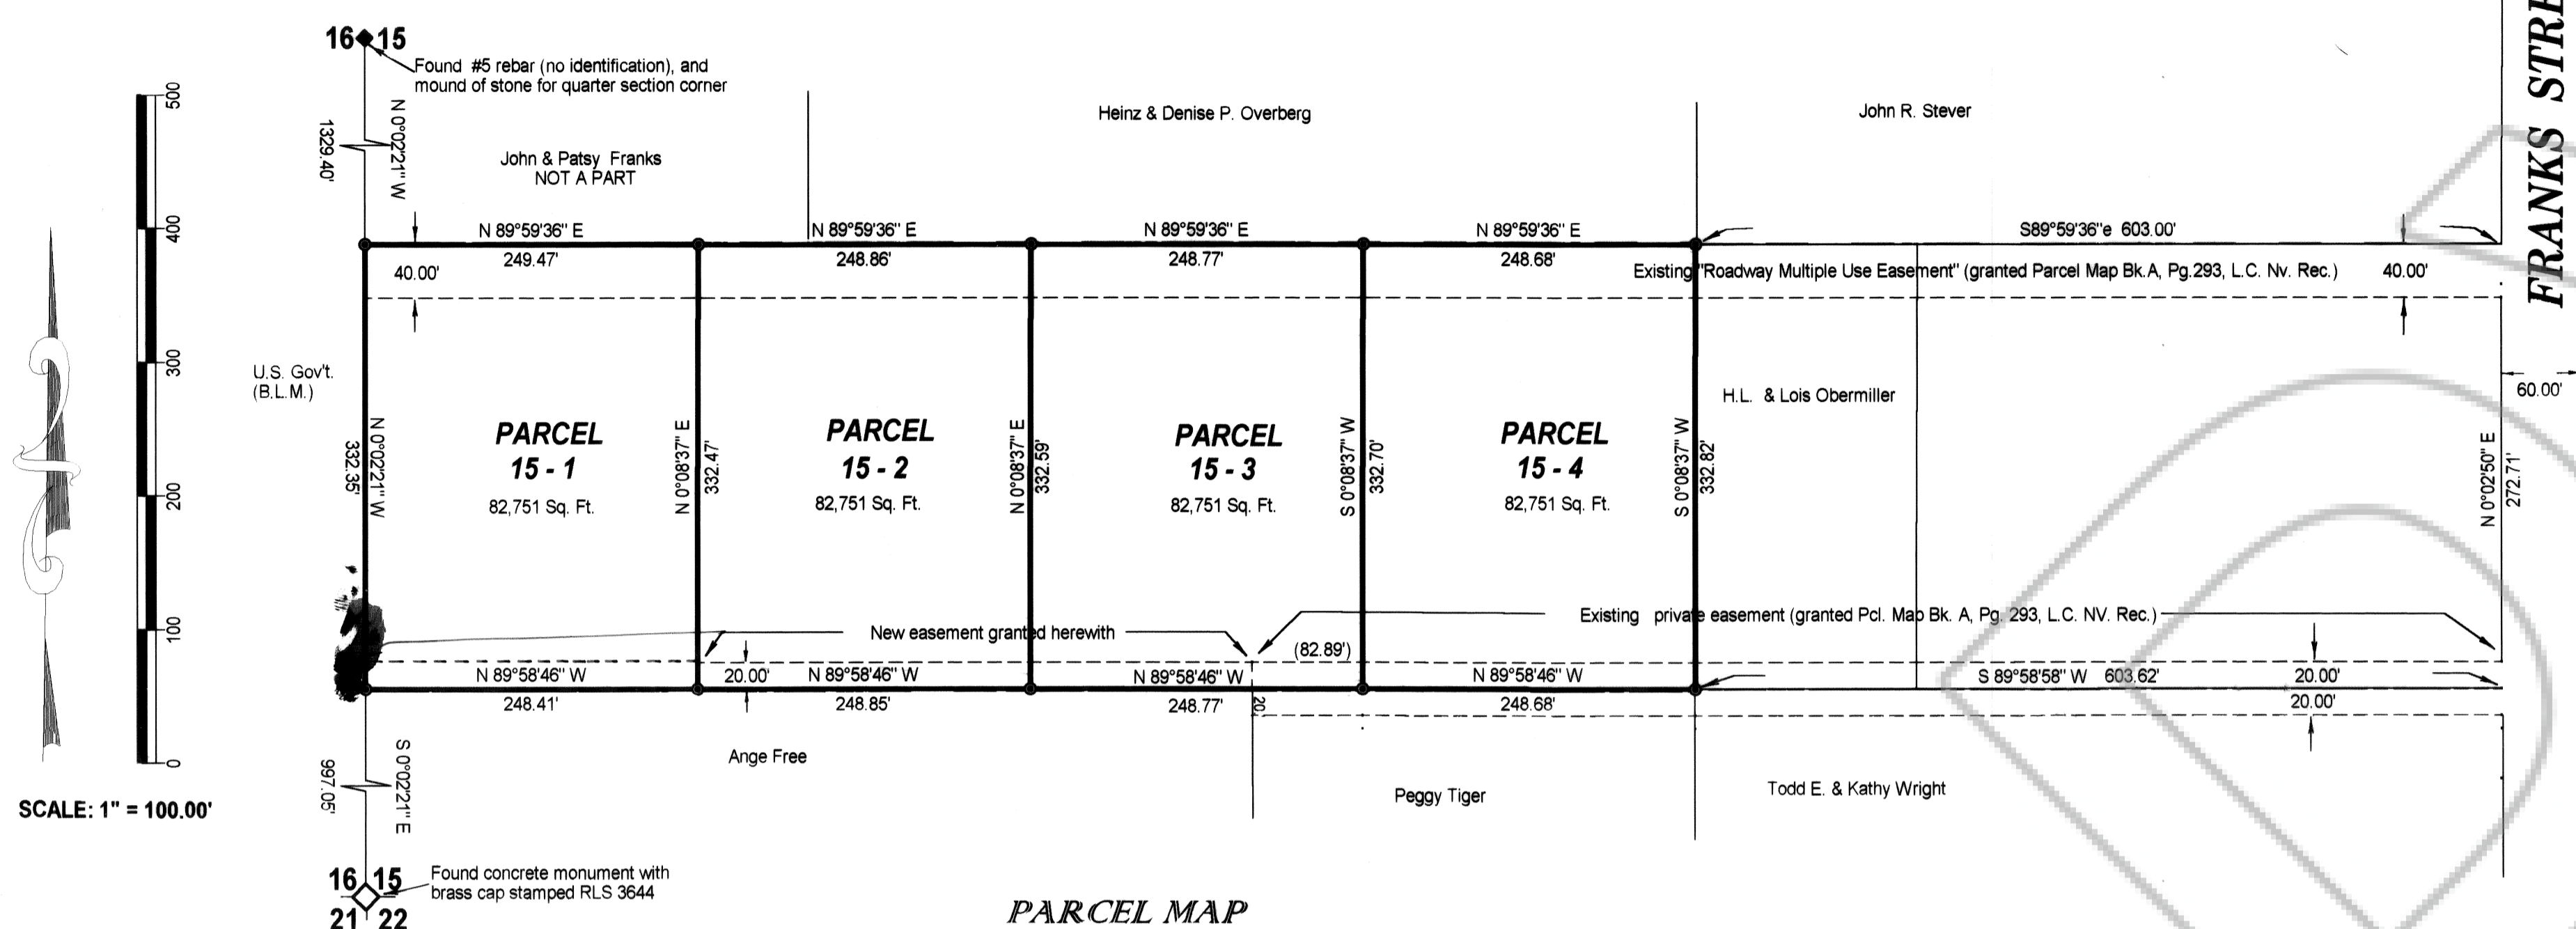 16 15
Found #5 rebar (no identification), and
mound of stone for quarter section corner
FRANKS STRE
500
400
300
200
100
0
SCALE: 1" = 100.00'
N 0°02'21" W
1329.40'
John & Patsy Franks
NOT A PART
Heinz & Denise P. Overberg
John R. Stever
N 89°59'36" E
249.47'
N 89°59'36" E
248.86'
N 89°59'36" E
248.77'
N 89°59'36" E
248.68'
S89°59'36"e 603.00'
40.00'
Existing "Roadway Multiple Use Easement" (granted Parcel Map Bk.A, Pg.293, L.C. Nv. Rec.)
40.00'
U.S. Gov't.
(B.L.M.)
N 0°02'21" W
332.35'
PARCEL
15 - 1
82,751 Sq. Ft.
N 0°08'37" E
332.47'
PARCEL
15 - 2
82,751 Sq. Ft.
N 0°08'37" E
332.59'
PARCEL
15 - 3
82,751 Sq. Ft.
S 0°08'37" W
332.70'
PARCEL
15 - 4
82,751 Sq. Ft.
S 0°08'37" W
332.82'
H.L. & Lois Obermiller
60.00'
N 0°02'50" E
272.71'
New easement granted herewith
Existing private easement (granted Pcl. Map Bk. A, Pg. 293, L.C. NV. Rec.)
(82.89')
N 89°58'46" W
248.41'
20.00'
N 89°58'46" W
248.85'
N 89°58'46" W
248.77'
20'
N 89°58'46" W
248.68'
S 89°58'58" W 603.62'
20.00'
20.00'
S 0°02'21" E
997.05'
Ange Free
Peggy Tiger
Todd E. & Kathy Wright
16 15
21 22
Found concrete monument with
brass cap stamped RLS 3644
PARCEL MAP